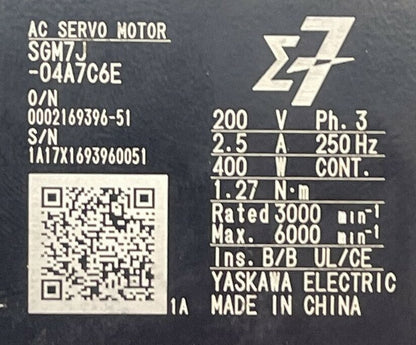 AC SERVO MOTOR
SGM7J
-04A7C6E
O/N
0002169396-51
S/N
1A17X1693960051
1A
Σ7
200 V Ph. 3
2.5 A 250 Hz
400 W CONT.
1.27 N·m
Rated 3000 min⁻¹
Max. 6000 min⁻¹
Ins. B/B UL/CE
YASKAWA ELECTRIC
MADE IN CHINA